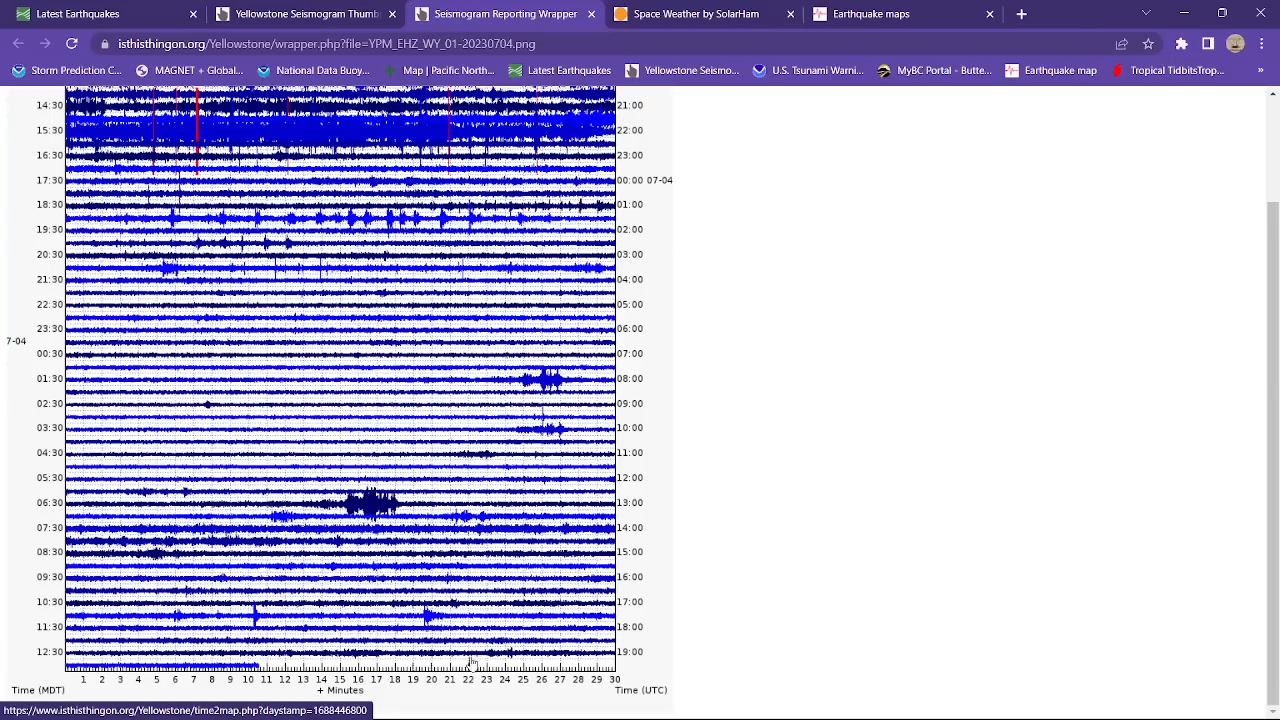 Latest Earthquakes
Yellowstone Seismogr
Seismogram Display
Space Weather by SolarHam
Earthquake maps
isthisthingon.org/Yellowstone/wrapper.php?file=YPM_EHZ_WY_01-20230704.png
Storm Prediction C...
MAGNET + Global...
National Data Buoy...
Map | Pacific North...
Latest Earthquakes
Yellowstone Seismo...
U.S. Tsunami Warni...
MyBC Portal - Butte...
Earthquake map
Tropical TidbitsTrop...
14:30 21:00
15:30 22:00
16:30 23:00
17:30 00:00 07-04
18:30 01:00
19:30 02:00
20:30 03:00
21:30 04:00
22:30 05:00
23:30 06:00
7-04
00:30 07:00
01:30 08:00
02:30 09:00
03:30 10:00
04:30 11:00
05:30 12:00
06:30 13:00
07:30 14:00
08:30 15:00
09:30 16:00
10:30 17:00
11:30 18:00
12:30 19:00
1 2 3 4 5 6 7 8 9 10 11 12 13 14 15 16 17 18 19 20 21 22 23 24 25 26 27 28 29 30
Time (MDT) + Minutes Time (UTC)
https://www.isthisthingon.org/Yellowstone/time2map.php?daystamp=1688446800